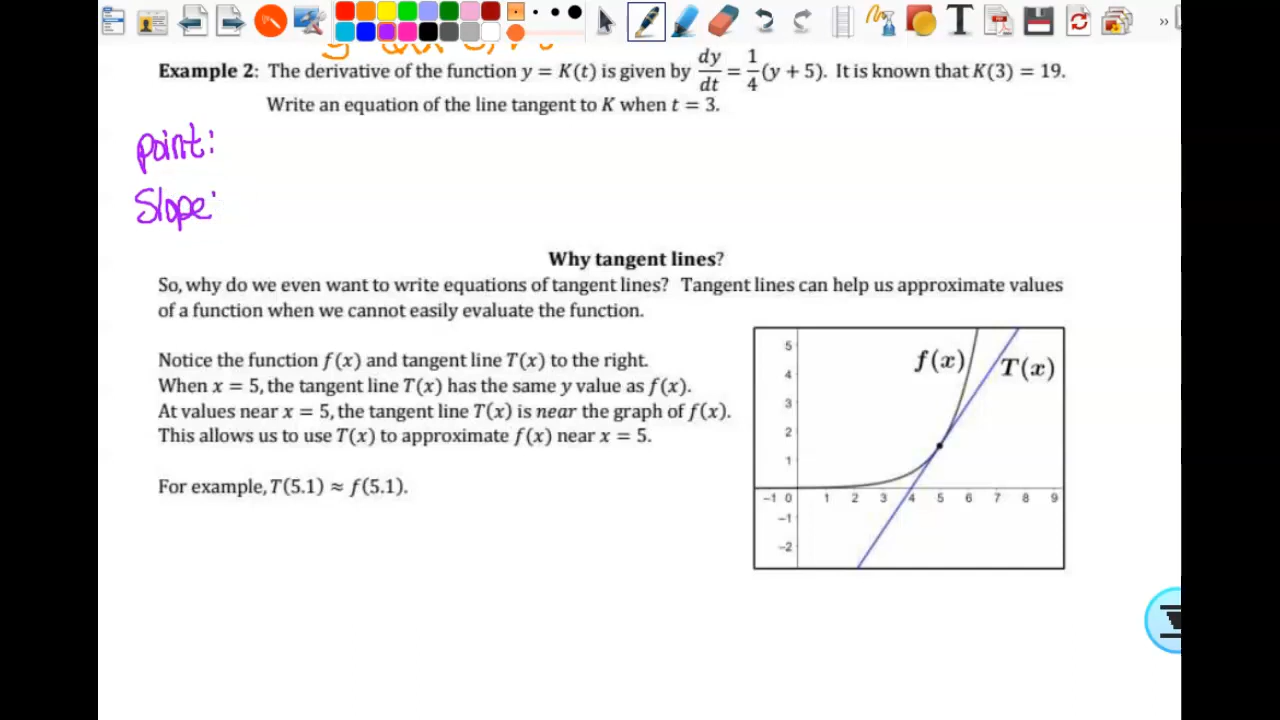 Example 2: The derivative of the function y = K(t) is given by dy/dt = 1/4 (y + 5). It is known that K(3) = 19.
Write an equation of the line tangent to K when t = 3.
point:
Slope:
Why tangent lines?
So, why do we even want to write equations of tangent lines? Tangent lines can help us approximate values
of a function when we cannot easily evaluate the function.
Notice the function f(x) and tangent line T(x) to the right.
When x = 5, the tangent line T(x) has the same y value as f(x).
At values near x = 5, the tangent line T(x) is near the graph of f(x).
This allows us to use T(x) to approximate f(x) near x = 5.
For example, T(5.1) ≈ f(5.1).
f(x)
T(x)
5
4
3
2
1
-1 0 1 2 3 4 5 6 7 8 9
-1
-2